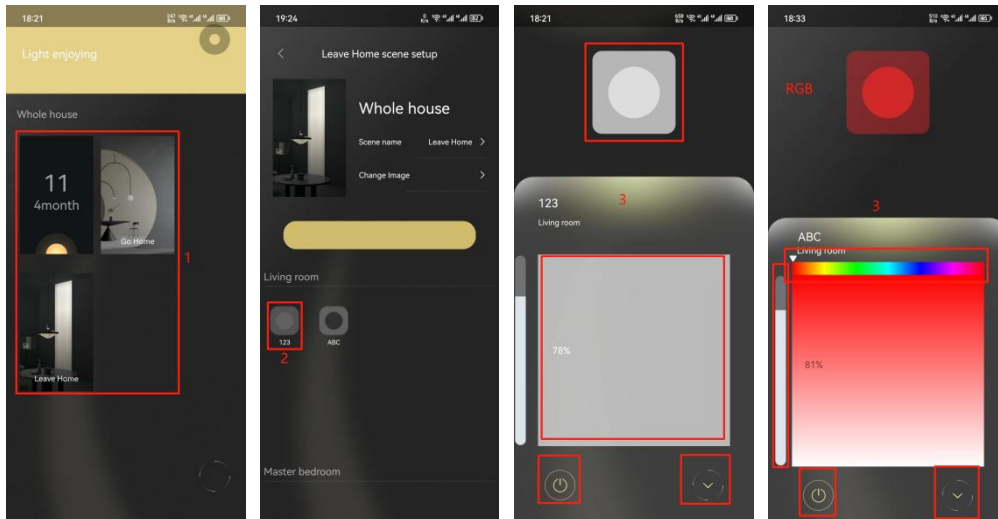 18:21
Light enjoying
Whole house
11
4month
Go Home
1
Leave Home
19:24
Leave Home scene setup
Whole house
Scene name Leave Home
Change Image
Living room
123 ABC
2
Master bedroom
18:21
123
3
Living room
78%
18:33
RGB
3
ABC
Living room
81%